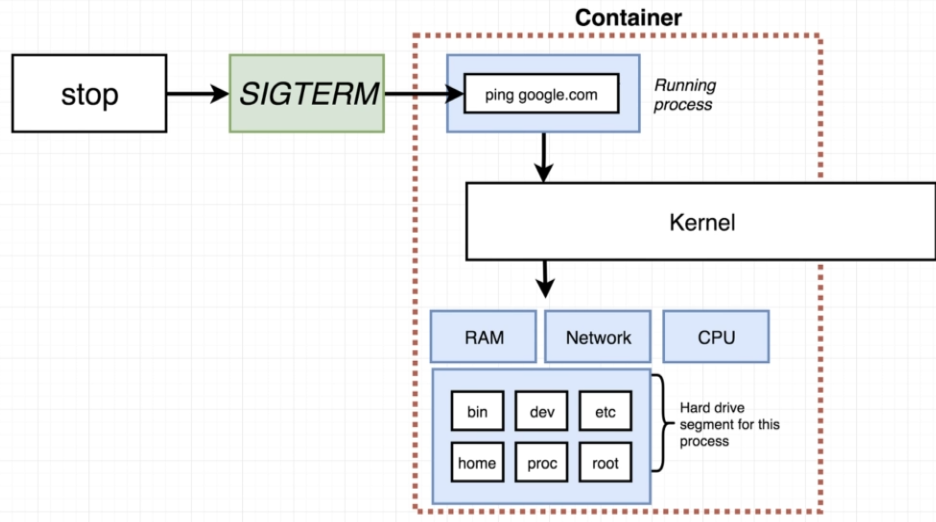 Container
stop
SIGTERM
ping google.com
Running
process
Kernel
RAM
Network
CPU
bin
dev
etc
home
proc
root
Hard drive
segment for this
process